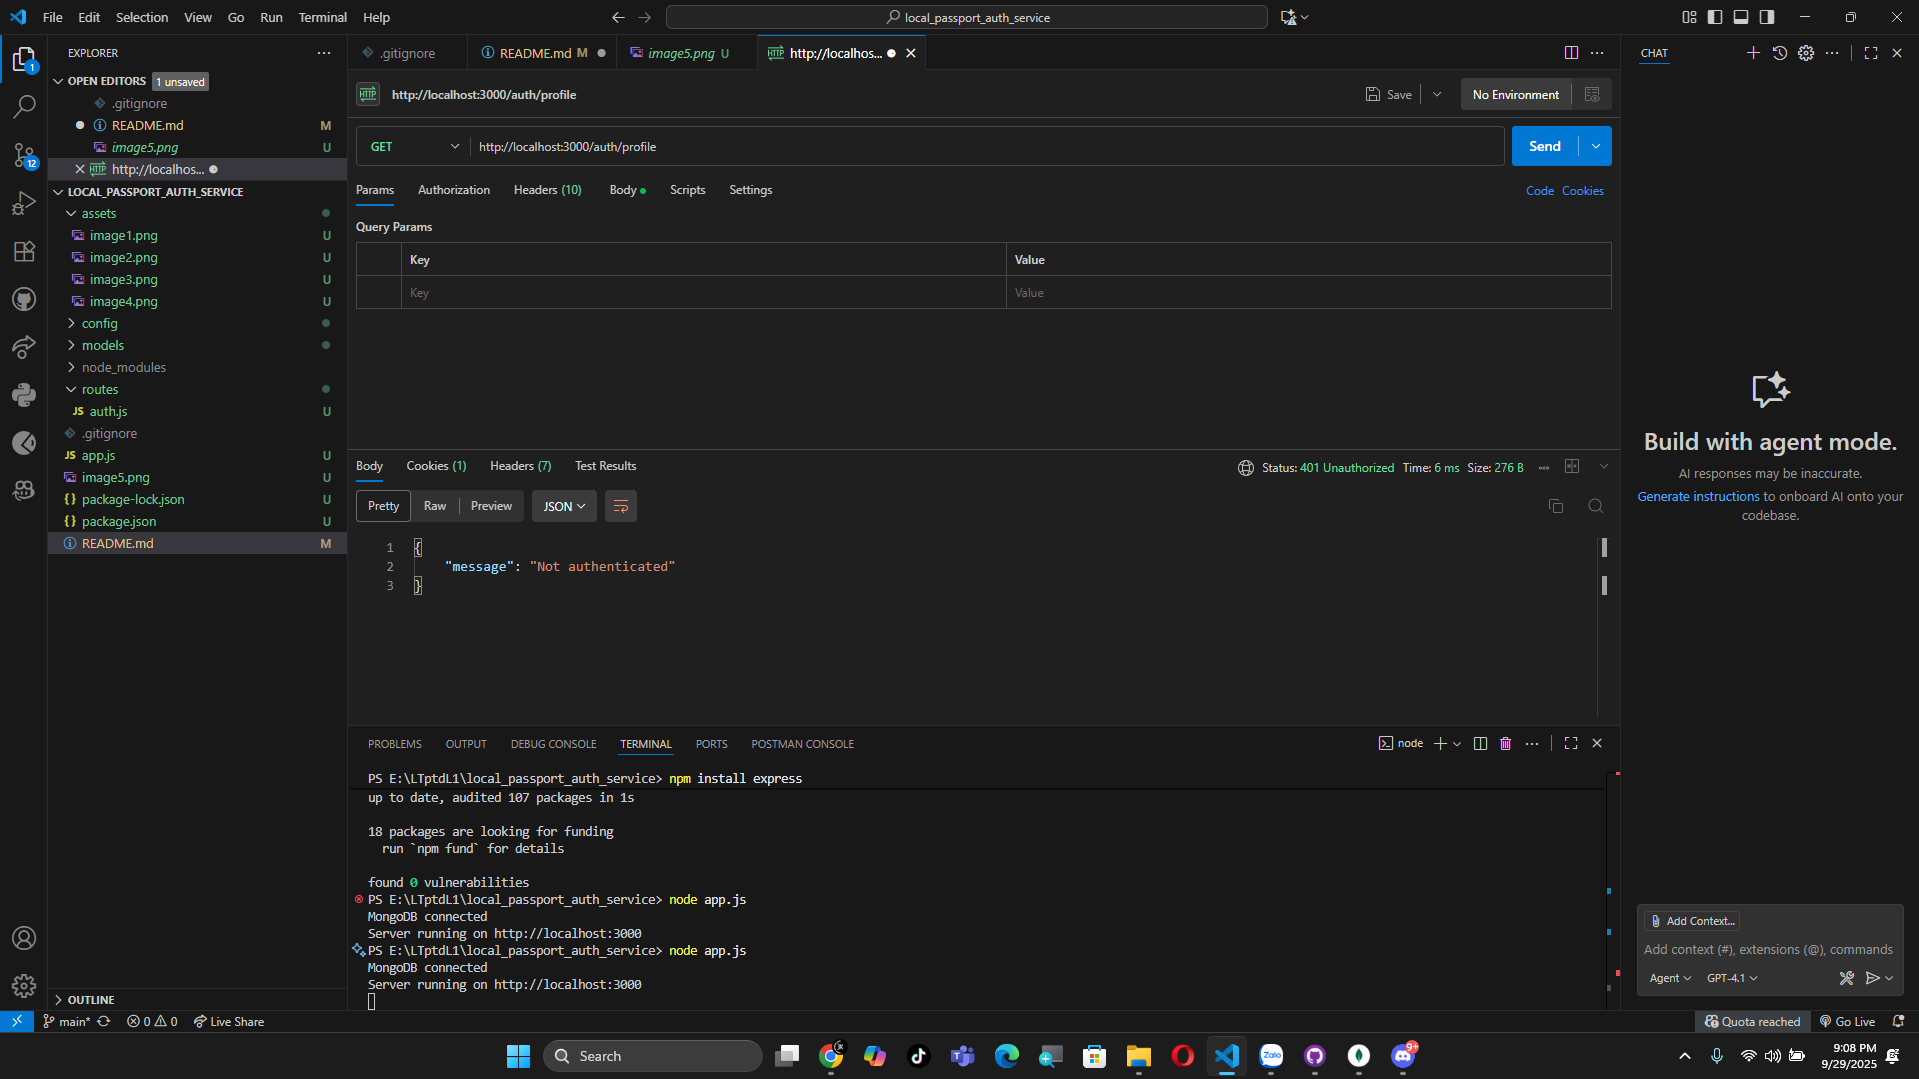 File Edit Selection View Go Run Terminal Help
local_passport_auth_service
EXPLORER
OPEN EDITORS 1 unsaved
.gitignore
README.md M
image5.png U
http://localhos...
LOCAL_PASSPORT_AUTH_SERVICE
assets
image1.png U
image2.png U
image3.png U
image4.png U
config
models
node_modules
routes
JS auth.js U
.gitignore
JS app.js U
image5.png U
{} package-lock.json U
{} package.json U
README.md M
OUTLINE
1
12
.gitignore
README.md M
image5.png U
http://localhos...
HTTP http://localhost:3000/auth/profile
Save
No Environment
GET http://localhost:3000/auth/profile
Send
Params Authorization Headers (10) Body Scripts Settings
Code Cookies
Query Params
Key Value
Key Value
Body Cookies (1) Headers (7) Test Results
Status: 401 Unauthorized Time: 6 ms Size: 276 B
Pretty Raw Preview JSON
1 {
2 "message": "Not authenticated"
3 }
PROBLEMS OUTPUT DEBUG CONSOLE TERMINAL PORTS POSTMAN CONSOLE
node
PS E:\LTptdL1\local_passport_auth_service> npm install express
up to date, audited 107 packages in 1s
18 packages are looking for funding
run `npm fund` for details
found 0 vulnerabilities
PS E:\LTptdL1\local_passport_auth_service> node app.js
MongoDB connected
Server running on http://localhost:3000
PS E:\LTptdL1\local_passport_auth_service> node app.js
MongoDB connected
Server running on http://localhost:3000
CHAT
Build with agent mode.
AI responses may be inaccurate.
Generate instructions to onboard AI onto your
codebase.
Add Context...
Add context (#), extensions (@), commands
Agent GPT-4.1
main* 0 0 Live Share
Quota reached Go Live
Search
Zalo
9+
9:08 PM
9/29/2025